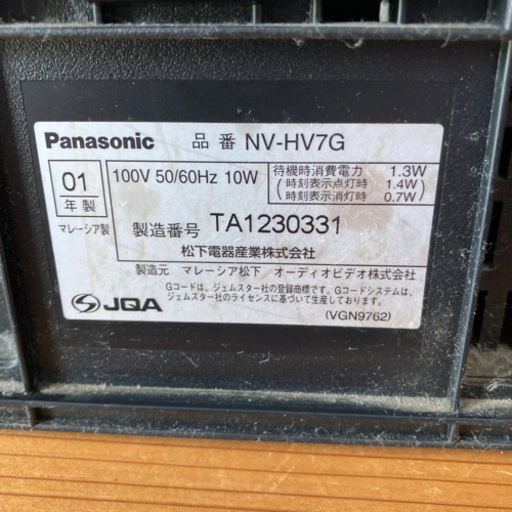 Panasonic 品番 NV-HV7G
01
年製
マレーシア製
100V 50/60Hz 10W
待機時消費電力 1.3W
(時刻表示点灯時 1.4W)
(時刻表示消灯時 0.7W)
製造番号 TA1230331
松下電器産業株式会社
製造元 マレーシア松下 オーディオビデオ株式会社
JQA
Gコードは、ジェムスター社の登録商標です。Gコードシステムは、
ジェムスター社のライセンスに基づいて生産しております。
(VGN9762)